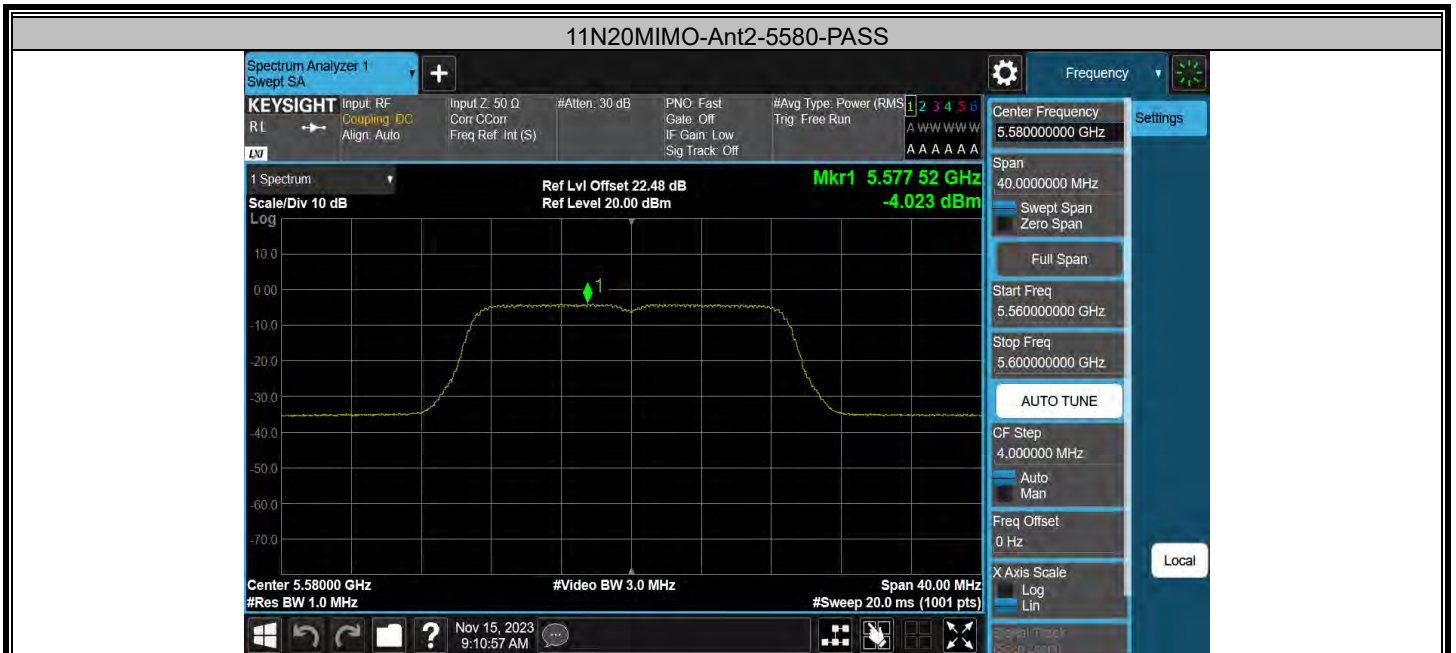 11N20MIMO-Ant2-5580-PASS
Spectrum Analyzer 1
Swept SA
+
Frequency
KEYSIGHT
RL
LXI
Input: RF
Coupling: DC
Align: Auto
Input Z: 50 Ω
Corr CCorr
Freq Ref: Int (S)
#Atten: 30 dB
PNO: Fast
Gate: Off
IF Gain: Low
Sig Track: Off
#Avg Type: Power (RMS
Trig: Free Run
1 2 3 4 5 6
A W W W W W
A A A A A A
Center Frequency
5.580000000 GHz
Settings
1 Spectrum
Scale/Div 10 dB
Ref Lvl Offset 22.48 dB
Ref Level 20.00 dBm
Mkr1 5.577 52 GHz
-4.023 dBm
Span
40.0000000 MHz
Swept Span
Zero Span
Full Span
Start Freq
5.560000000 GHz
Stop Freq
5.600000000 GHz
AUTO TUNE
CF Step
4.000000 MHz
Auto
Man
Freq Offset
0 Hz
X Axis Scale
Log
Lin
Local
Log
10.0
0.00
-10.0
-20.0
-30.0
-40.0
-50.0
-60.0
-70.0
1
Center 5.58000 GHz
#Res BW 1.0 MHz
#Video BW 3.0 MHz
Span 40.00 MHz
#Sweep 20.0 ms (1001 pts)
?
Nov 15, 2023
9:10:57 AM
Signal Track